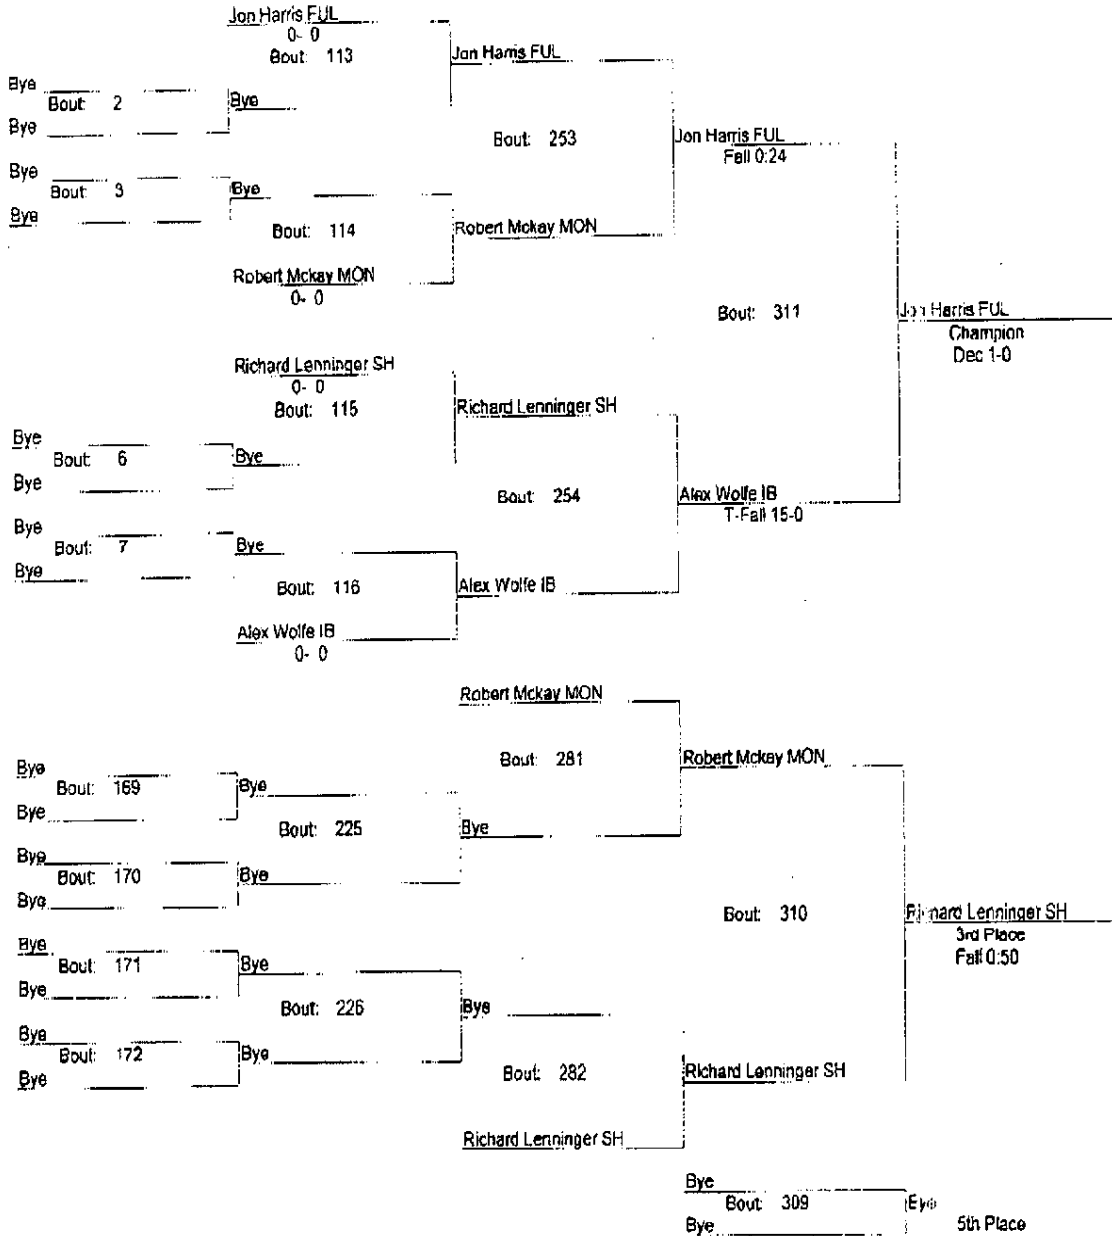 Jon Harris FUL
0- 0
Bout: 113
Jon Harris FUL
Bye
Bout: 2
Bye
Bye
Bout: 253
Jon Harris FUL
Fall 0:24
Bye
Bout: 3
Bye
Bye
Bout: 114
Robert Mckay MON
Robert Mckay MON
0- 0
Bout: 311
Jon Harris FUL
Champion
Dec 1-0
Richard Lenninger SH
0- 0
Bout: 115
Richard Lenninger SH
Bye
Bout: 6
Bye
Bye
Bout: 254
Alex Wolfe IB
T-Fall 15-0
Bye
Bout: 7
Bye
Bye
Bout: 116
Alex Wolfe IB
Alex Wolfe IB
0- 0
Robert Mckay MON
Bout: 281
Robert Mckay MON
Bye
Bout: 169
Bye
Bye
Bout: 225
Bye
Bye
Bout: 170
Bye
Bye
Bout: 310
Richard Lenninger SH
3rd Place
Fall 0:50
Bye
Bout: 171
Bye
Bye
Bout: 226
Bye
Bye
Bout: 172
Bye
Bye
Bout: 282
Richard Lenninger SH
Richard Lenninger SH
Bye
Bout: 309
Bye
Bye
5th Place